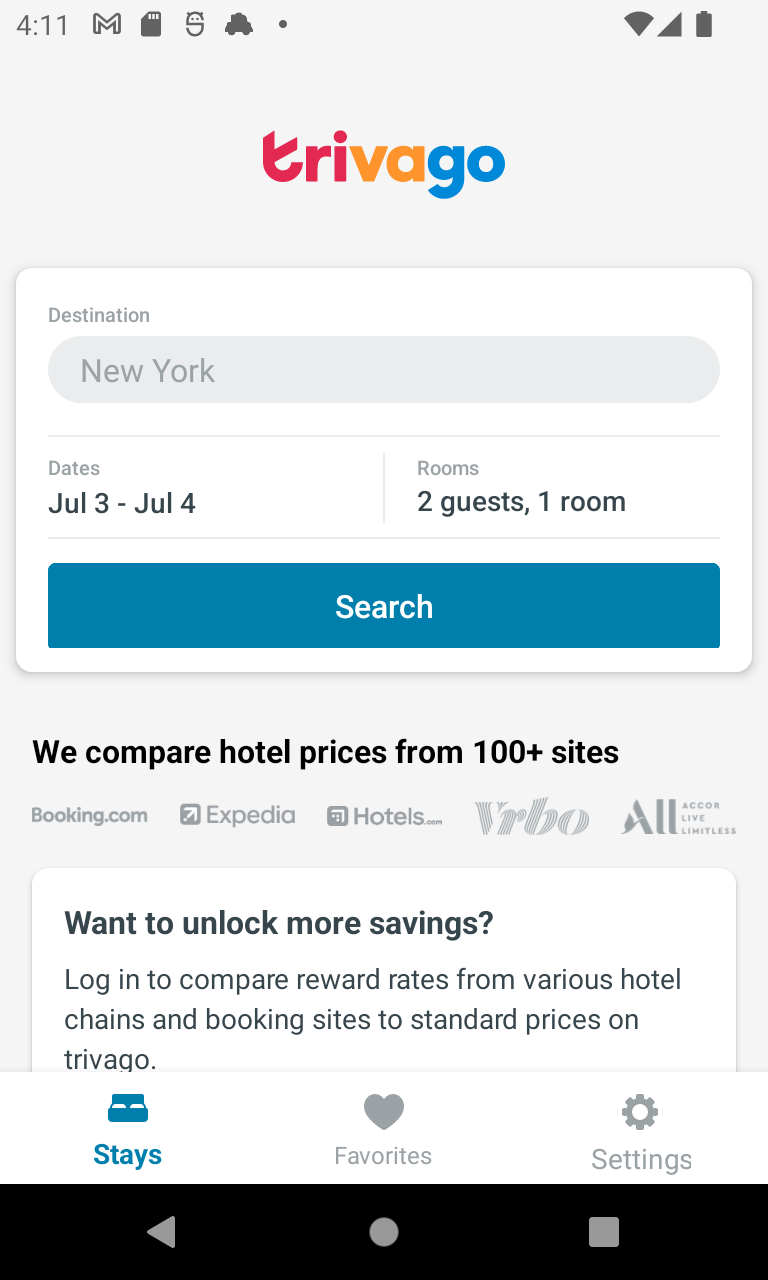 4:11
trivago
Destination
New York
Dates
Rooms
Jul 3 - Jul 4
2 guests, 1 room
Search
We compare hotel prices from 100+ sites
Booking.com Expedia Hotels.com Vrbo All ACCOR LIVE LIMITLESS
Want to unlock more savings?
Log in to compare reward rates from various hotel
chains and booking sites to standard prices on
trivago.
Stays
Favorites
Settings